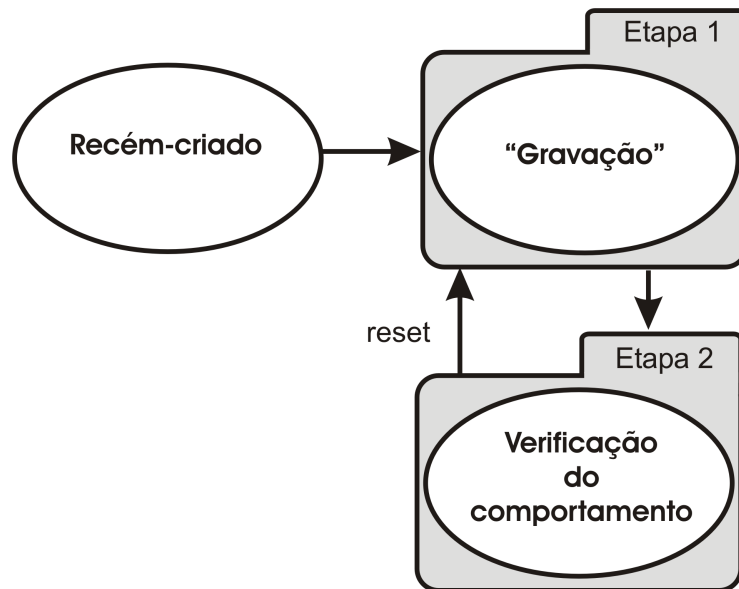 Etapa 1
Recém-criado
“Gravação”
reset
Etapa 2
Verificação
do
comportamento